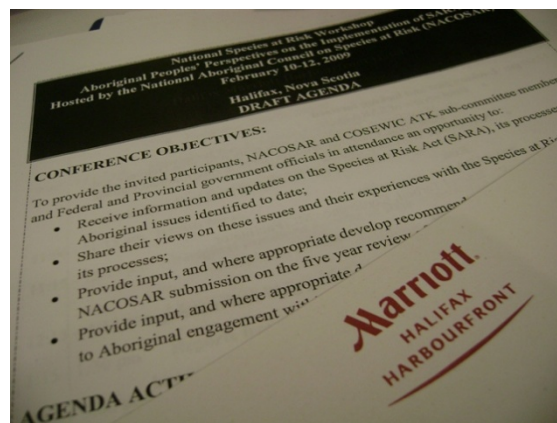 National Species at Risk Workshop
Aboriginal Peoples' Perspectives on the Implementation of SARA
Hosted by the National Aboriginal Council on Species at Risk (NACOSAR)
February 10-12, 2009
Halifax, Nova Scotia
DRAFT AGENDA
CONFERENCE OBJECTIVES:
To provide the invited participants, NACOSAR and COSEWIC ATK sub-committee membe
and Federal and Provincial government officials in attendance an opportunity to:
• Receive information and updates on the Species at Risk Act (SARA), its processe
Aboriginal issues identified to date;
• Share their views on these issues and their experiences with the Species at Ri
its processes;
• Provide input, and where appropriate develop recommend
NACOSAR submission on the five year review
• Provide input, and where appropriate d
to Aboriginal engagement wi
AGENDA ACTI
Marriott.
HALIFAX
HARBOURFRONT